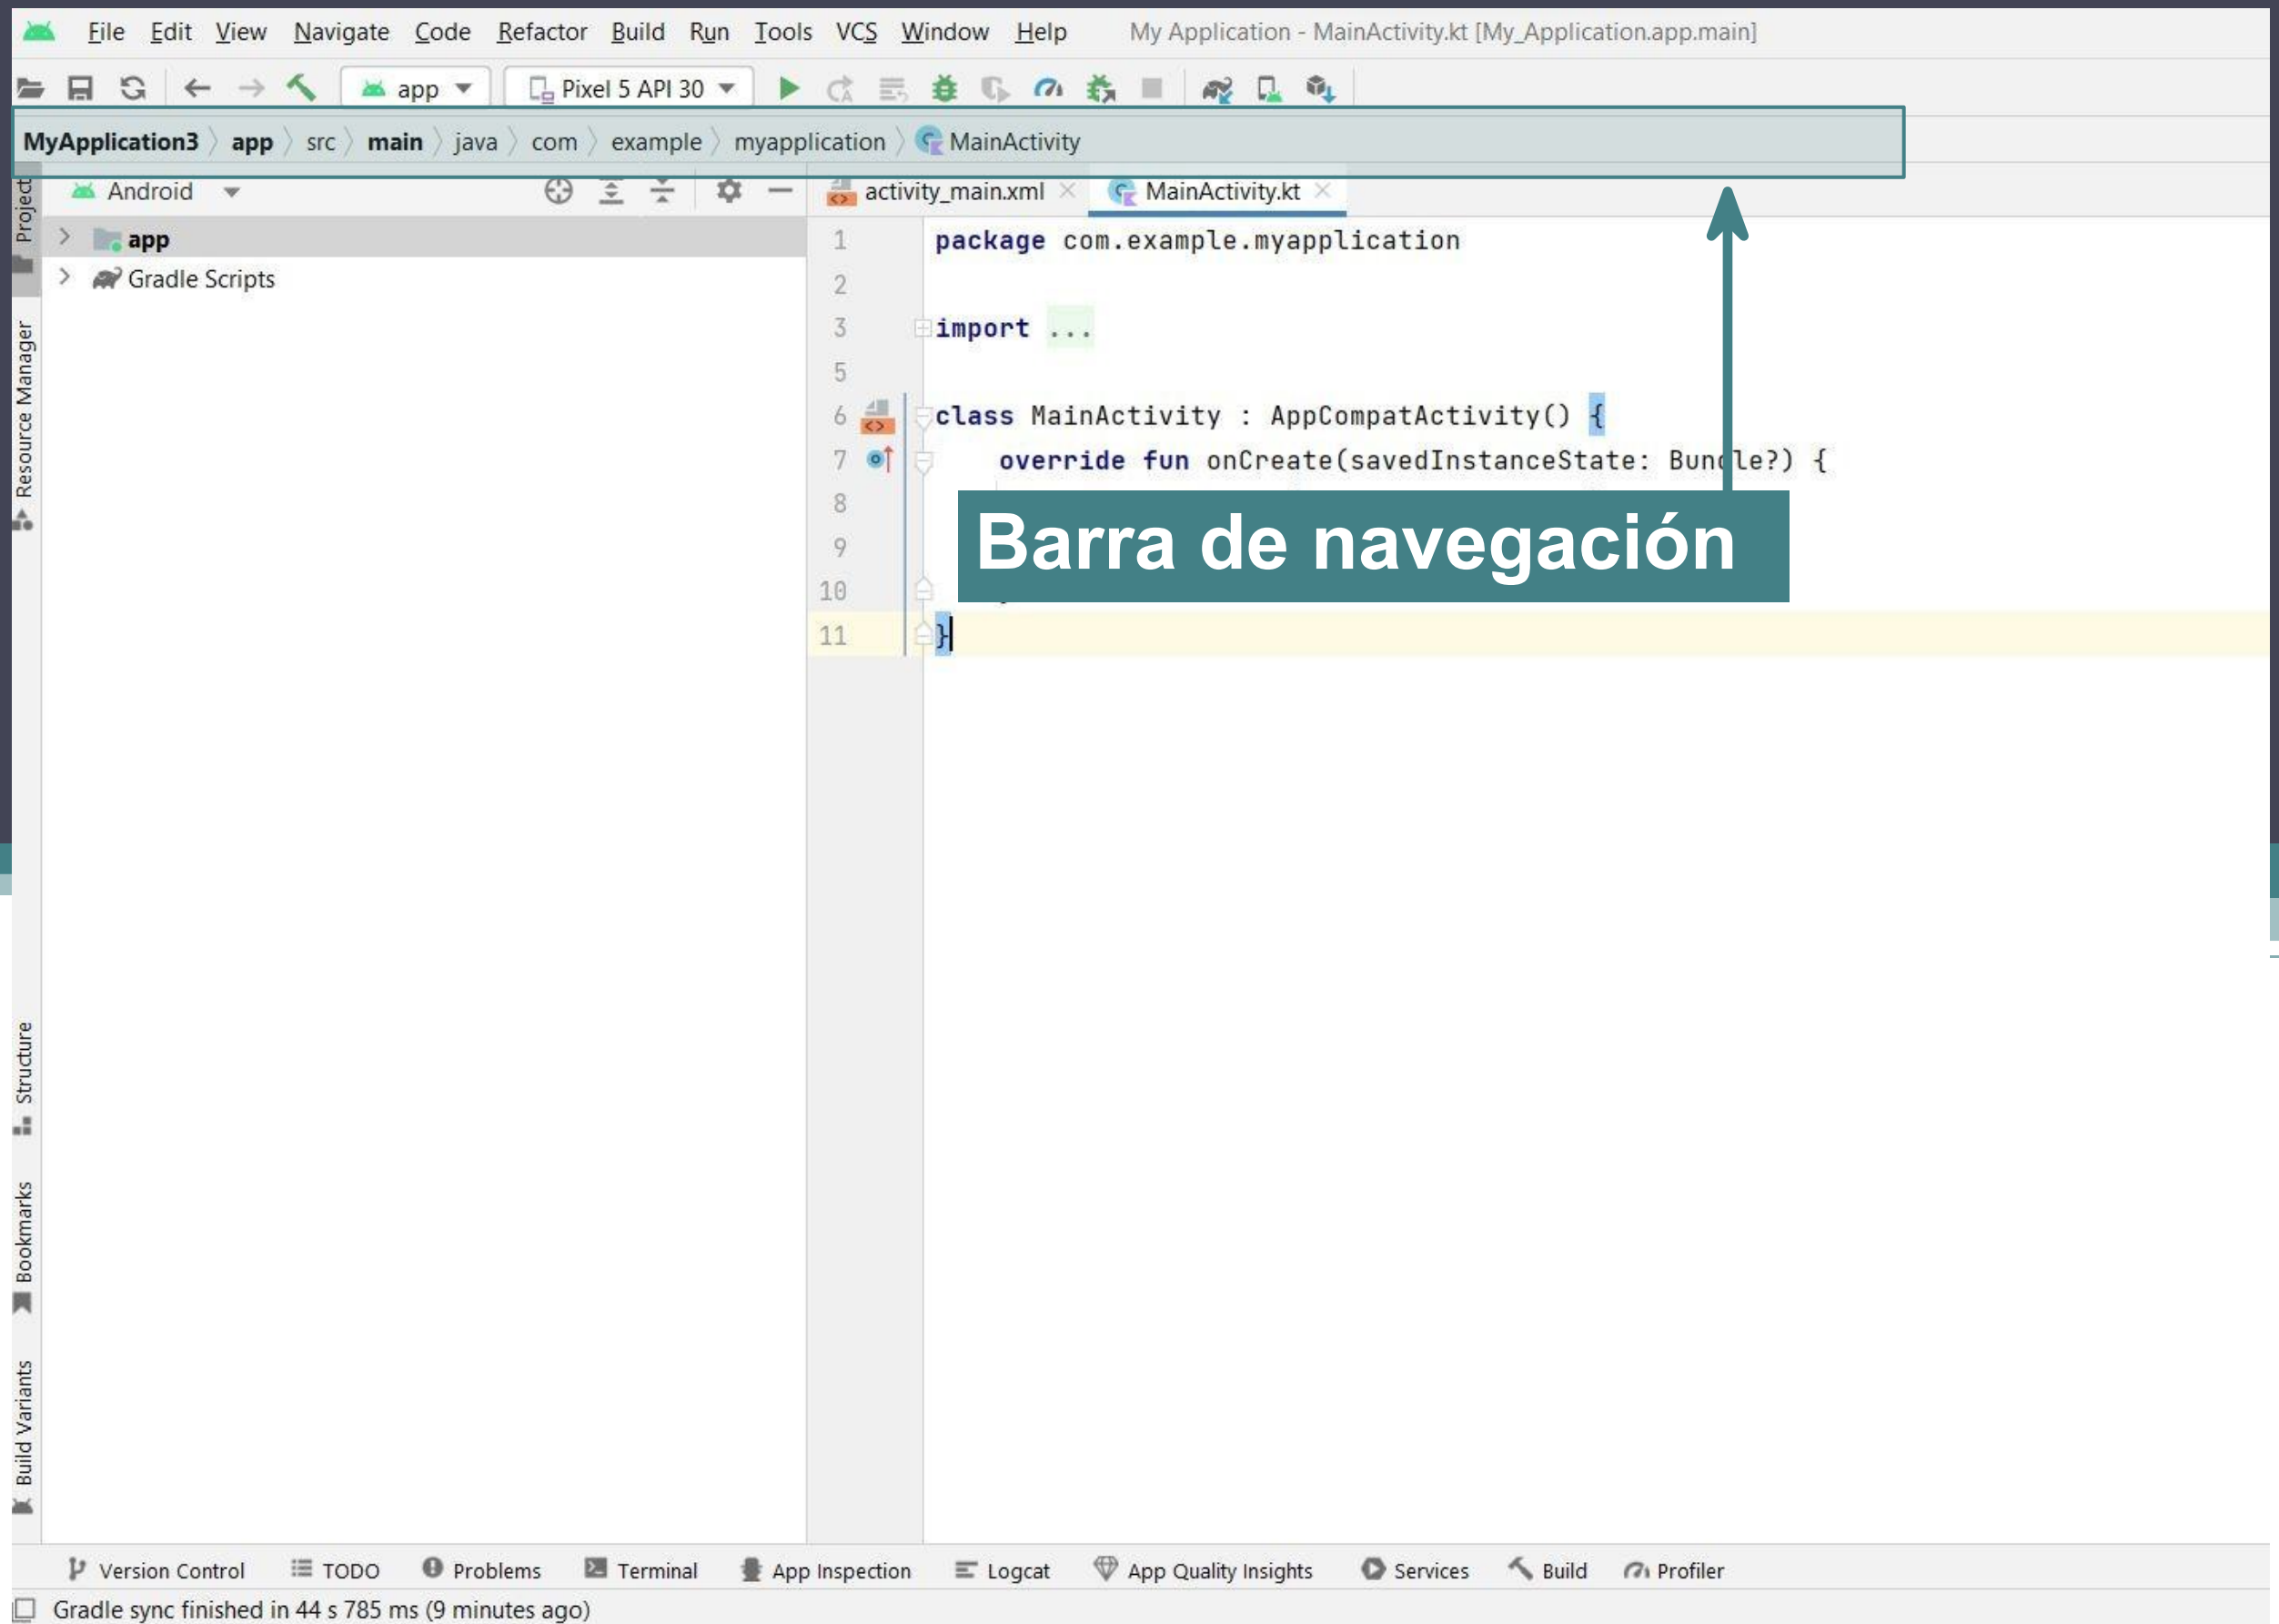 File Edit View Navigate Code Refactor Build Run Tools VCS Window Help My Application - MainActivity.kt [My_Application.app.main]
app Pixel 5 API 30
MyApplication3 〉 app 〉 src 〉 main 〉 java 〉 com 〉 example 〉 myapplication 〉 MainActivity
Project
Android
activity_main.xml × MainActivity.kt ×
app
Gradle Scripts
Resource Manager
Structure
Bookmarks
Build Variants
1 package com.example.myapplication
2
3 import ...
5
6 class MainActivity : AppCompatActivity() {
7 override fun onCreate(savedInstanceState: Bundle?) {
8
9
10
11 }
Barra de navegación
Version Control TODO Problems Terminal App Inspection Logcat App Quality Insights Services Build Profiler
Gradle sync finished in 44 s 785 ms (9 minutes ago)